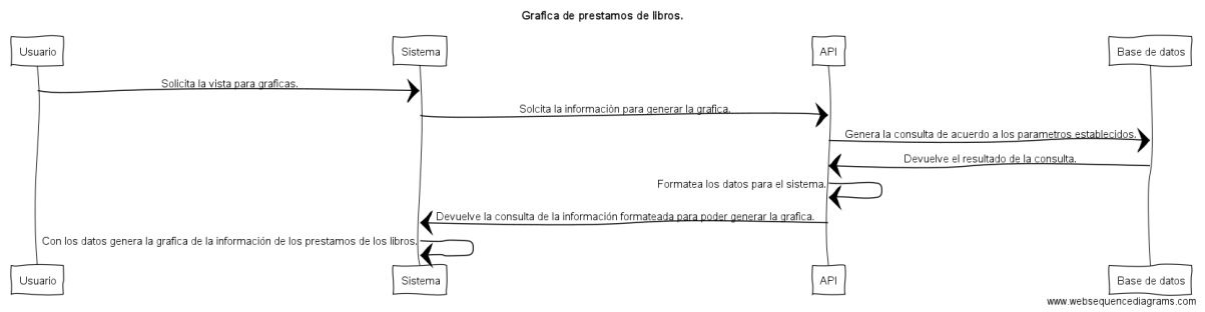 Grafica de prestamos de libros.
Usuario
Sistema
API
Base de datos
Solicita la vista para graficas.
Solcita la información para generar la grafica.
Genera la consulta de acuerdo a los parametros establecidos.
Devuelve el resultado de la consulta.
Formatea los datos para el sistema.
Devuelve la consulta de la información formateada para poder generar la grafica.
Con los datos genera la grafica de la información de los prestamos de los libros.
Usuario
Sistema
API
Base de datos
www.websequencediagrams.com